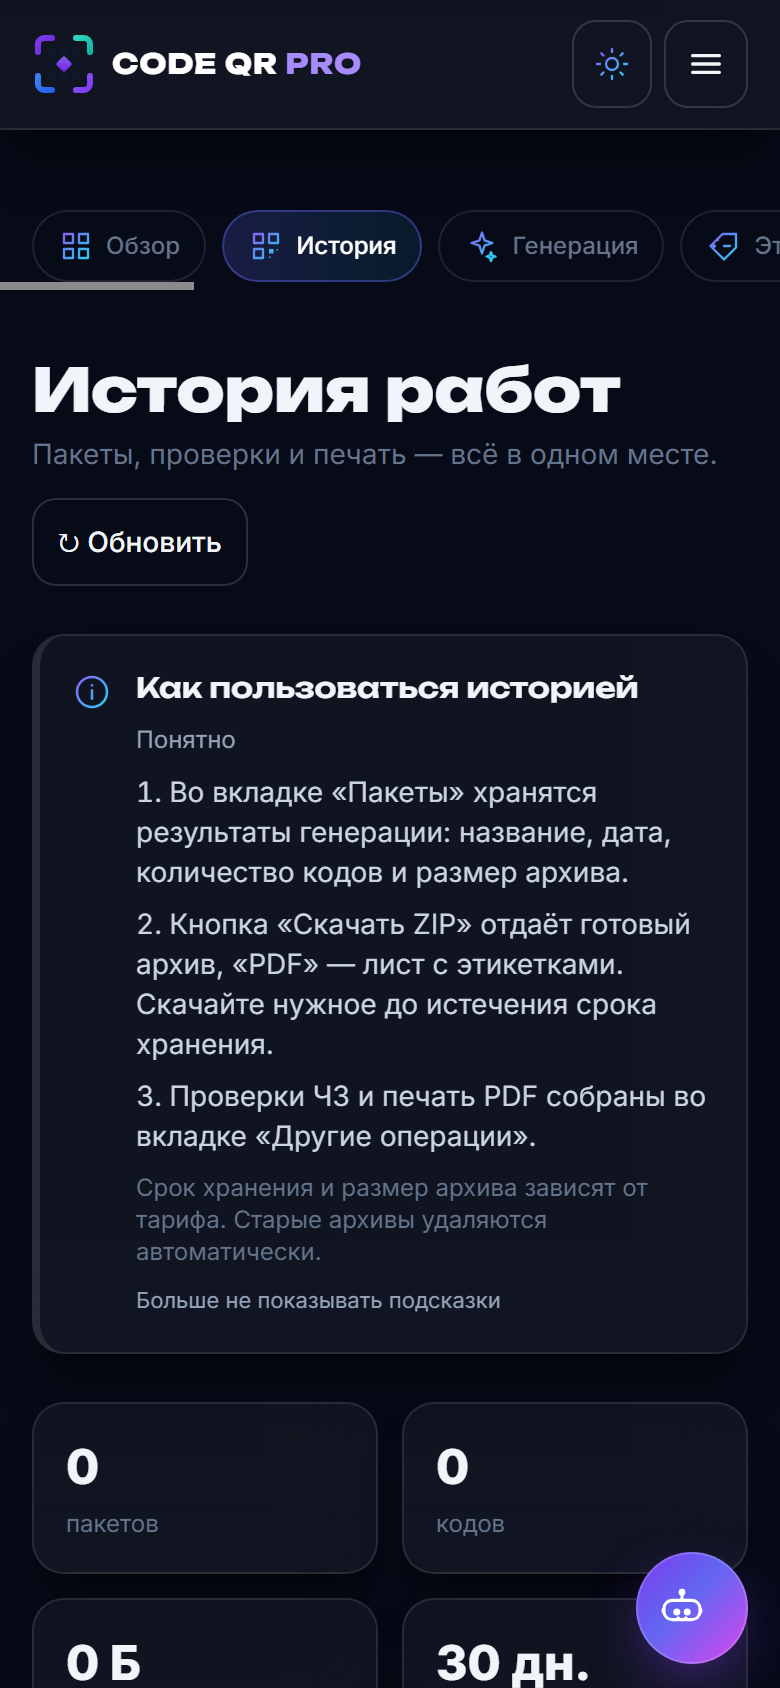 CODE QR PRO
Обзор
История
Генерация
Эт
История работ
Пакеты, проверки и печать — всё в одном месте.
↻ Обновить
Как пользоваться историей
Понятно
1. Во вкладке «Пакеты» хранятся
результаты генерации: название, дата,
количество кодов и размер архива.
2. Кнопка «Скачать ZIP» отдаёт готовый
архив, «PDF» — лист с этикетками.
Скачайте нужное до истечения срока
хранения.
3. Проверки ЧЗ и печать PDF собраны во
вкладке «Другие операции».
Срок хранения и размер архива зависят от
тарифа. Старые архивы удаляются
автоматически.
Больше не показывать подсказки
0
пакетов
0
кодов
0 Б
30 дн.